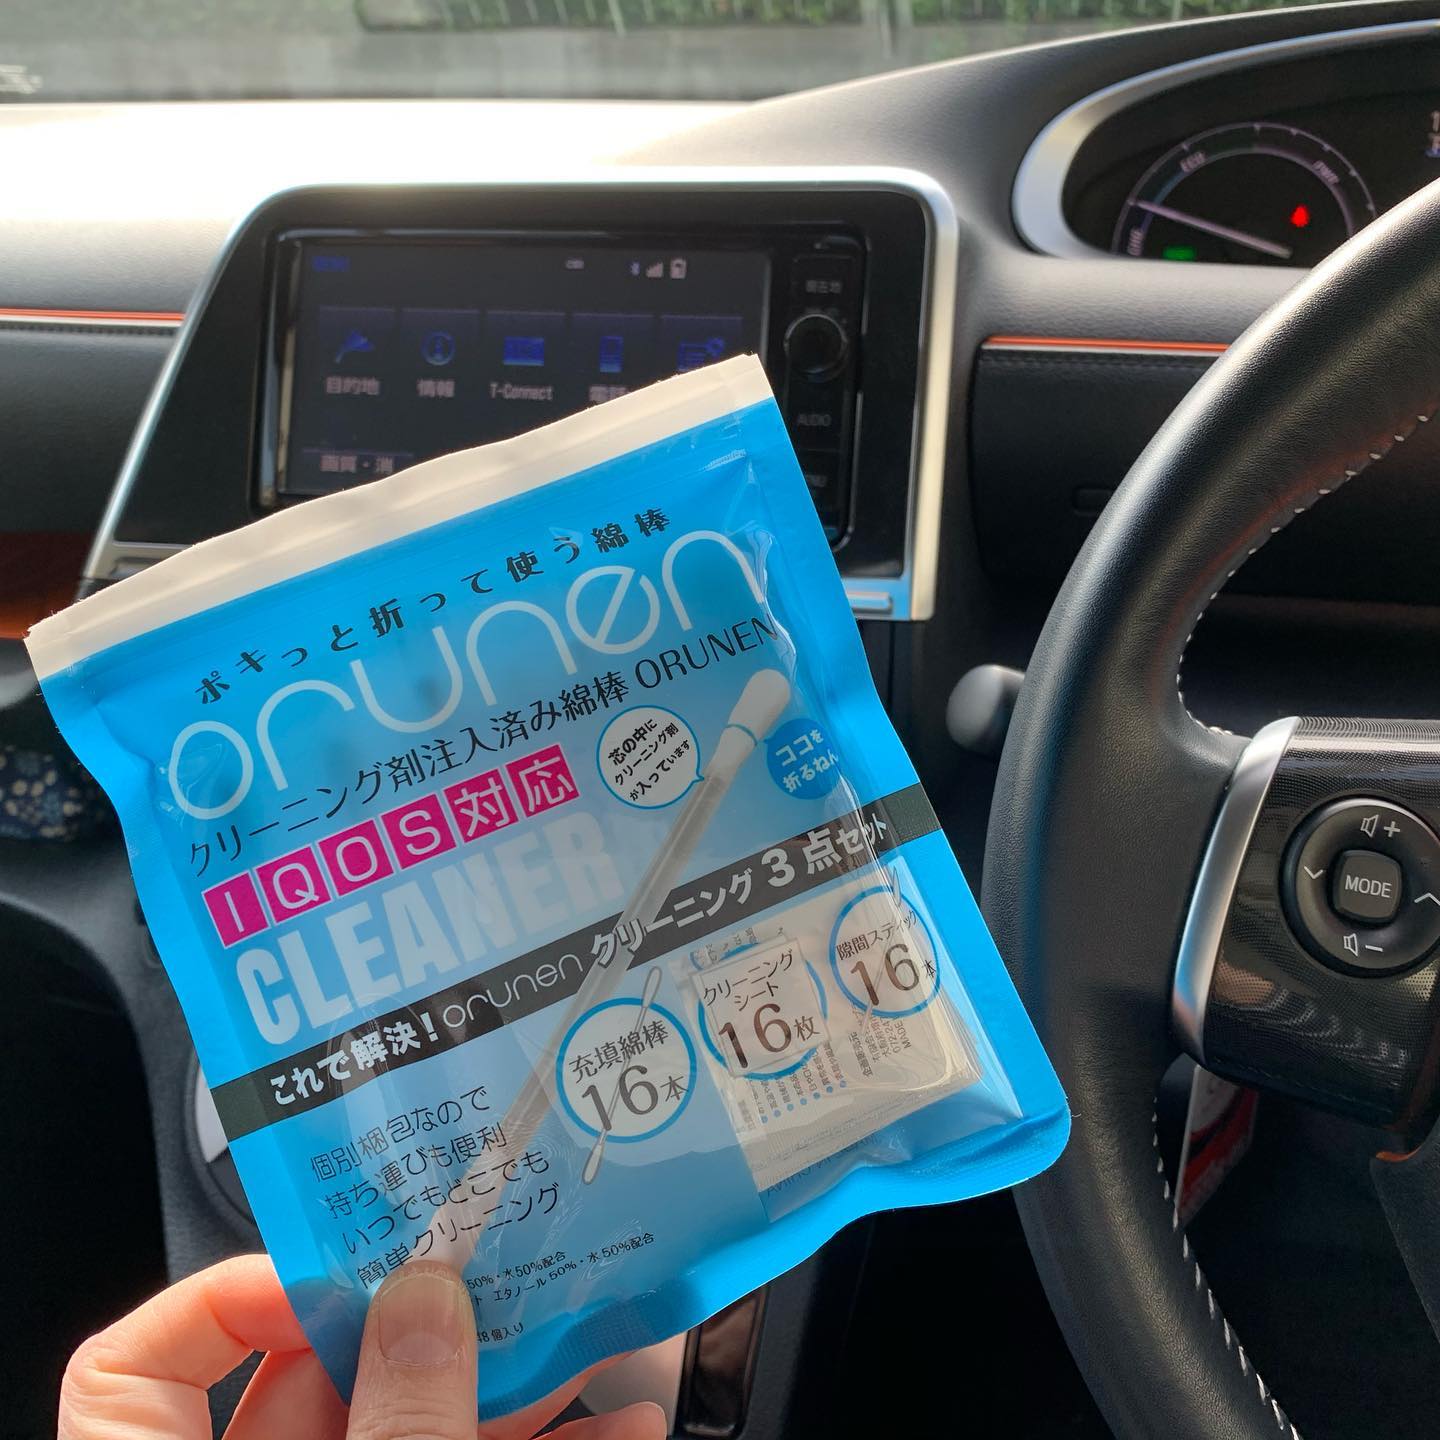 現在地
AUDIO
目的地
情報
T-Connect
ECO
PWR
CHG
ポキっと折って使う綿棒
orunen
クリーニング剤注入済み綿棒 ORUNEN
芯の中に
クリーニング剤
が入っています
ココを
折るねん
IQOS対応
CLEANER
これで解決! orunen クリーニング 3 点セット
充填綿棒
16本
クリーニング
シート
16枚
隙間スティック
16本
個別梱包なので
持ち運びも便利
いつでもどこでも
簡単クリーニング
50%・水50%配合
エタノール 50%・水 50%配合
48 個入り
MODE